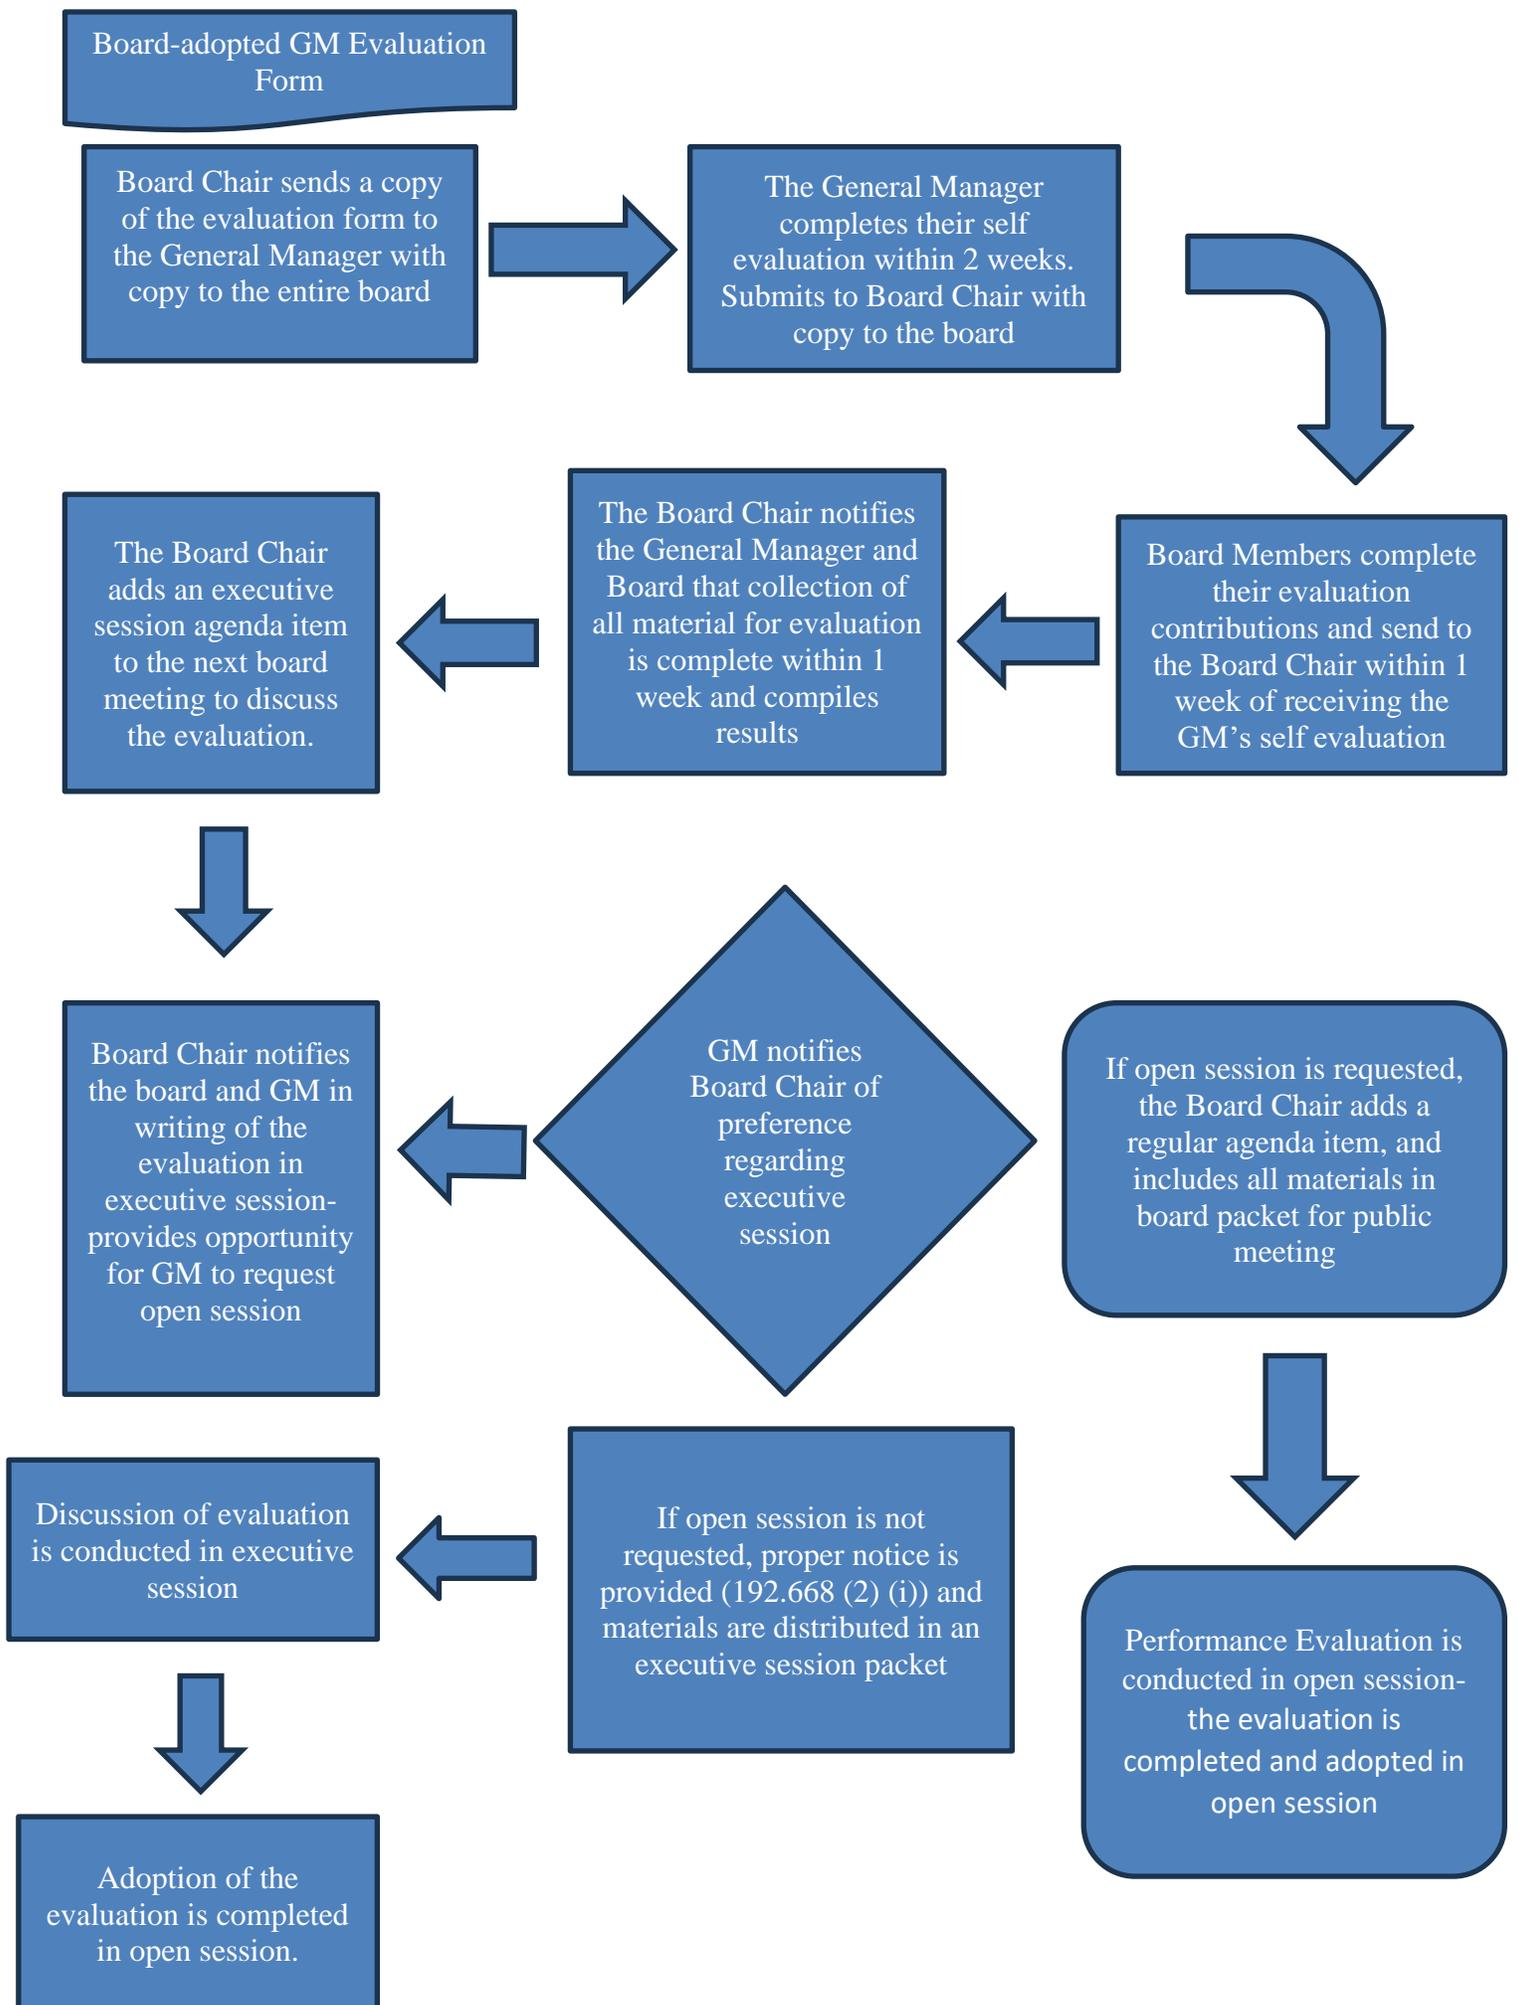 Board-adopted GM Evaluation
Form
Board Chair sends a copy
of the evaluation form to
the General Manager with
copy to the entire board
The General Manager
completes their self
evaluation within 2 weeks.
Submits to Board Chair with
copy to the board
Board Members complete
their evaluation
contributions and send to
the Board Chair within 1
week of receiving the
GM’s self evaluation
The Board Chair notifies
the General Manager and
Board that collection of
all material for evaluation
is complete within 1
week and compiles
results
The Board Chair
adds an executive
session agenda item
to the next board
meeting to discuss
the evaluation.
Board Chair notifies
the board and GM in
writing of the
evaluation in
executive session-
provides opportunity
for GM to request
open session
GM notifies
Board Chair of
preference
regarding
executive
session
If open session is requested,
the Board Chair adds a
regular agenda item, and
includes all materials in
board packet for public
meeting
If open session is not
requested, proper notice is
provided (192.668 (2) (i)) and
materials are distributed in an
executive session packet
Discussion of evaluation
is conducted in executive
session
Adoption of the
evaluation is completed
in open session.
Performance Evaluation is
conducted in open session-
the evaluation is
completed and adopted in
open session